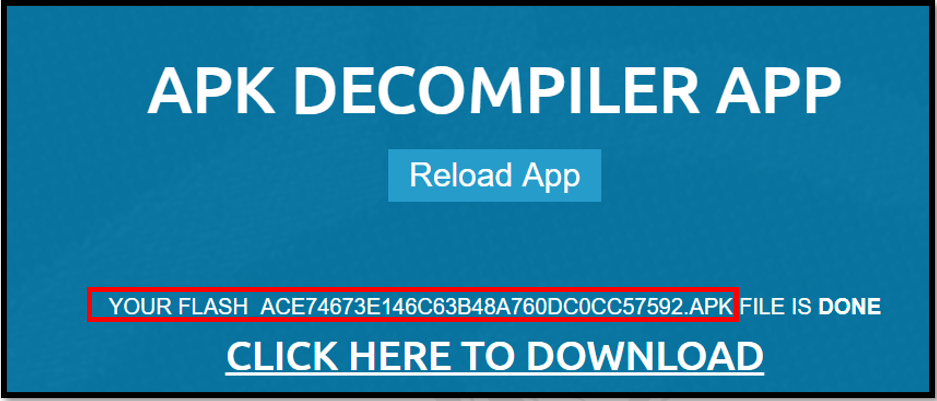 APK DECOMPILER APP
Reload App
YOUR FLASH  ACE74673E146C63B48A760DC0CC57592.APK FILE IS DONE
CLICK HERE TO DOWNLOAD